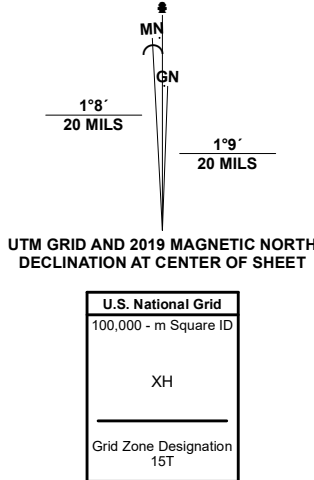 MN
GN
1°8´
20 MILS
1°9´
20 MILS
UTM GRID AND 2019 MAGNETIC NORTH
DECLINATION AT CENTER OF SHEET
U.S. National Grid
100,000 - m Square ID
XH
Grid Zone Designation
15T